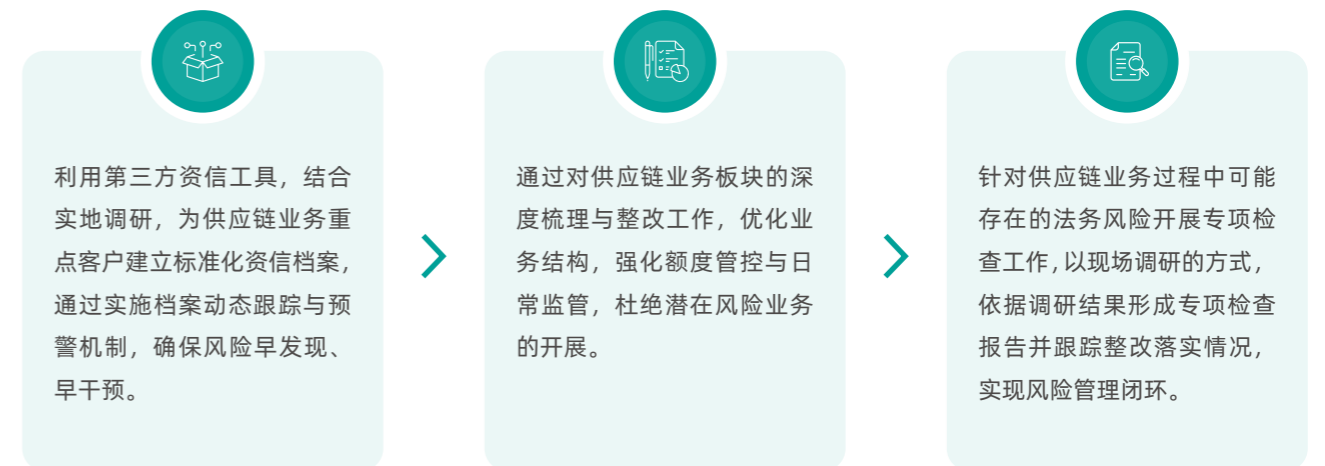 利用第三方资信工具，结合
实地调研，为供应链业务重
点客户建立标准化资信档案，
通过实施档案动态跟踪与预
警机制，确保风险早发现、
早干预。
通过对供应链业务板块的深
度梳理与整改工作，优化业
务结构，强化额度管控与日
常监管，杜绝潜在风险业务
的开展。
针对供应链业务过程中可能
存在的法务风险开展专项检
查工作，以现场调研的方式，
依据调研结果形成专项检查
报告并跟踪整改落实情况，
实现风险管理闭环。